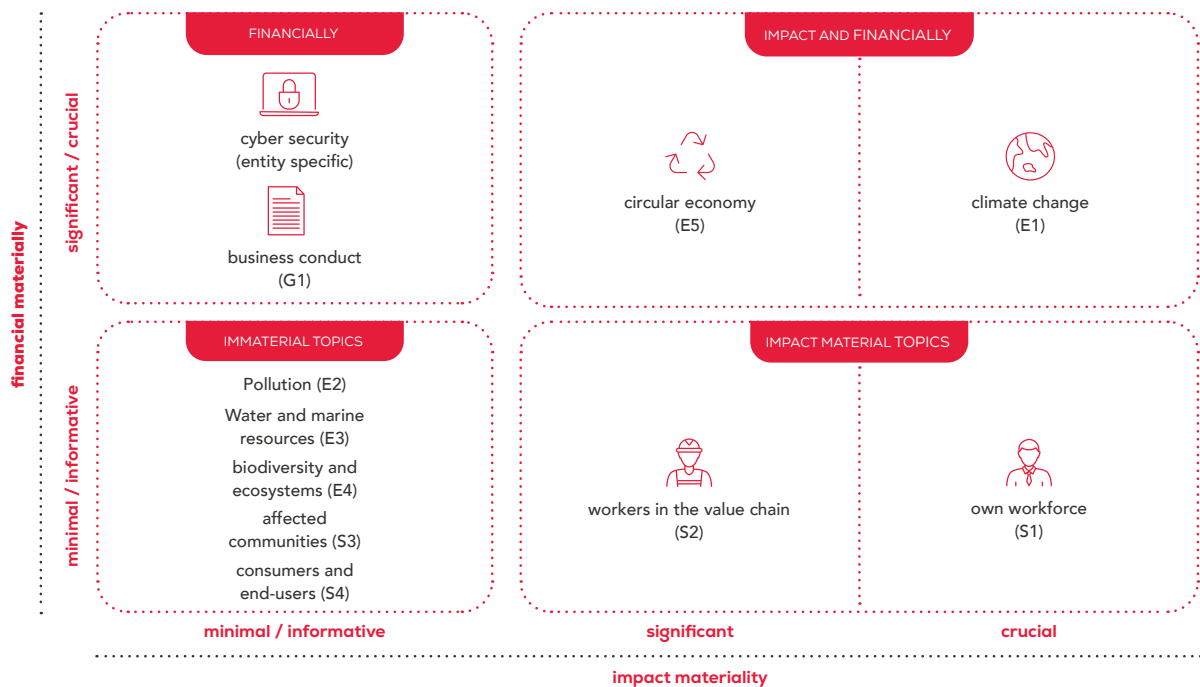 FINANCIALLY
cyber security
(entity specific)
business conduct
(G1)
IMPACT AND FINANCIALLY
circular economy
(E5)
climate change
(E1)
significant / crucial
financial materially
IMMATERIAL TOPICS
Pollution (E2)
Water and marine
resources (E3)
biodiversity and
ecosystems (E4)
affected
communities (S3)
consumers and
end-users (S4)
IMPACT MATERIAL TOPICS
workers in the value chain
(S2)
own workforce
(S1)
minimal / informative
minimal / informative
significant
crucial
impact materiality